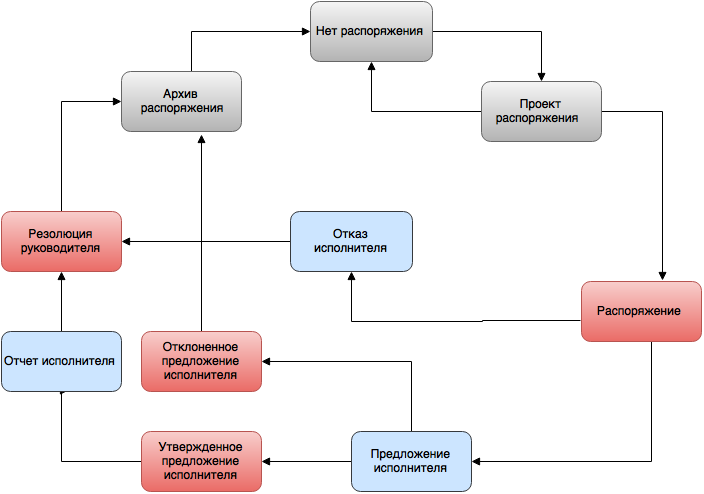 Нет распоряжения
Архив
распоряжения
Проект
распоряжения
Резолюция
руководителя
Отказ
исполнителя
Распоряжение
Отчет исполнителя
Отклоненное
предложение
исполнителя
Утвержденное
предложение
исполнителя
Предложение
исполнителя